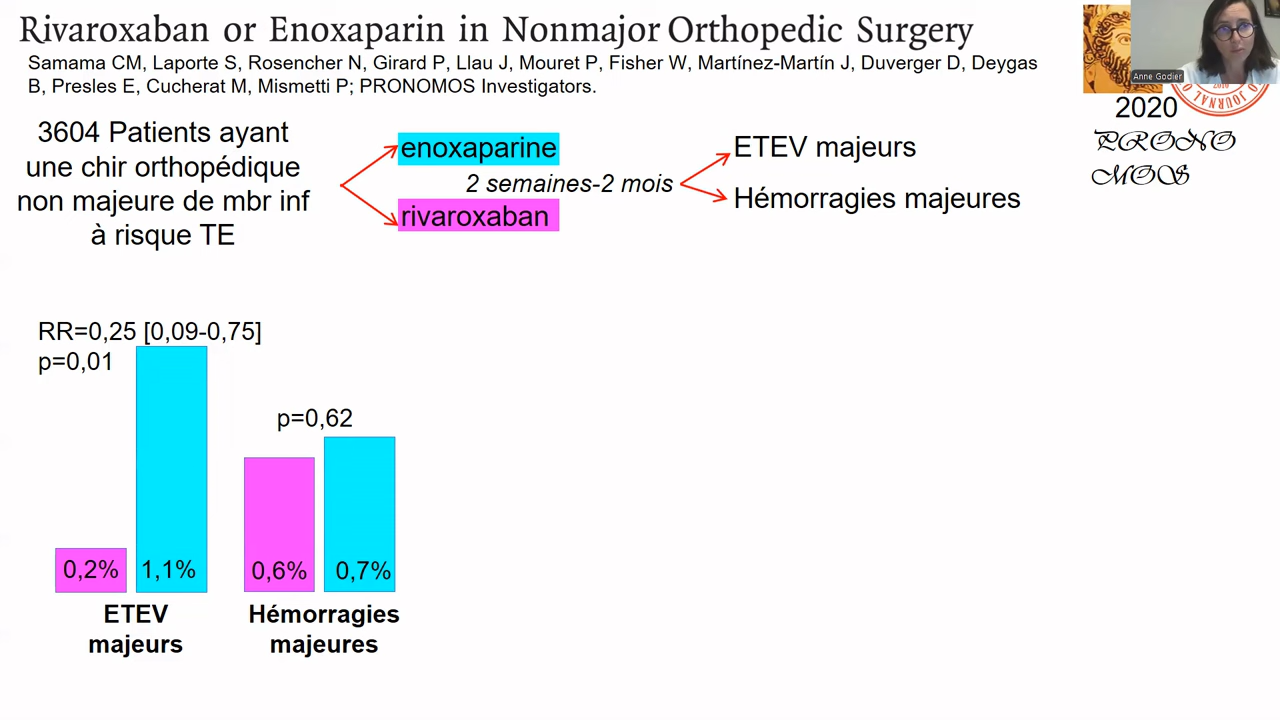 Rivaroxaban or Enoxaparin in Nonmajor Orthopedic Surgery
Samama CM, Laporte S, Rosencher N, Girard P, Llau J, Mouret P, Fisher W, Martínez-Martín J, Duverger D, Deygas
B, Presles E, Cucherat M, Mismetti P; PRONOMOS Investigators.
Anne Godier
2020
PRONO
MOS
3604 Patients ayant
une chir orthopédique
non majeure de mbr inf
à risque TE
enoxaparine
2 semaines-2 mois
rivaroxaban
ETEV majeurs
Hémorragies majeures
RR=0,25 [0,09-0,75]
p=0,01
p=0,62
0,2%
1,1%
0,6%
0,7%
ETEV
majeurs
Hémorragies
majeures